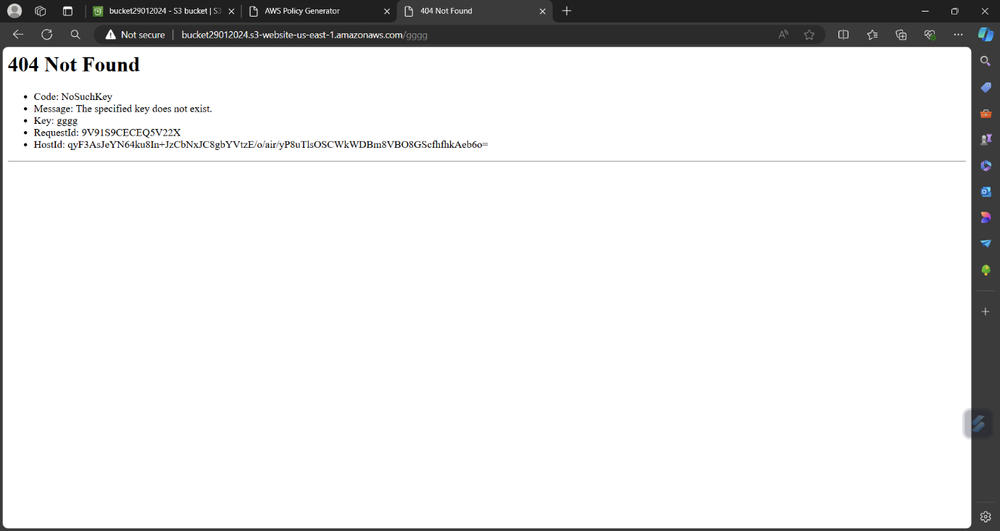 bucket29012024 - S3 bucket | S3
AWS Policy Generator
404 Not Found
Not secure
bucket29012024.s3-website-us-east-1.amazonaws.com/gggg
404 Not Found
Code: NoSuchKey
Message: The specified key does not exist.
Key: gggg
RequestId: 9V91S9CECEQ5V22X
HostId: qyF3AsJeYN64ku8In+JzCbNxJC8gbYVtzE/o/air/yP8uTlsOSCWkWDBm8VBO8GScfhfhkAeb6o=